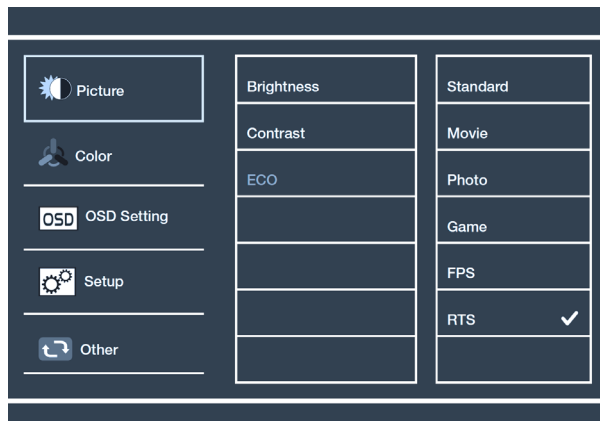 Picture
Color
OSD OSD Setting
Setup
Other
Brightness
Contrast
ECO
Standard
Movie
Photo
Game
FPS
RTS